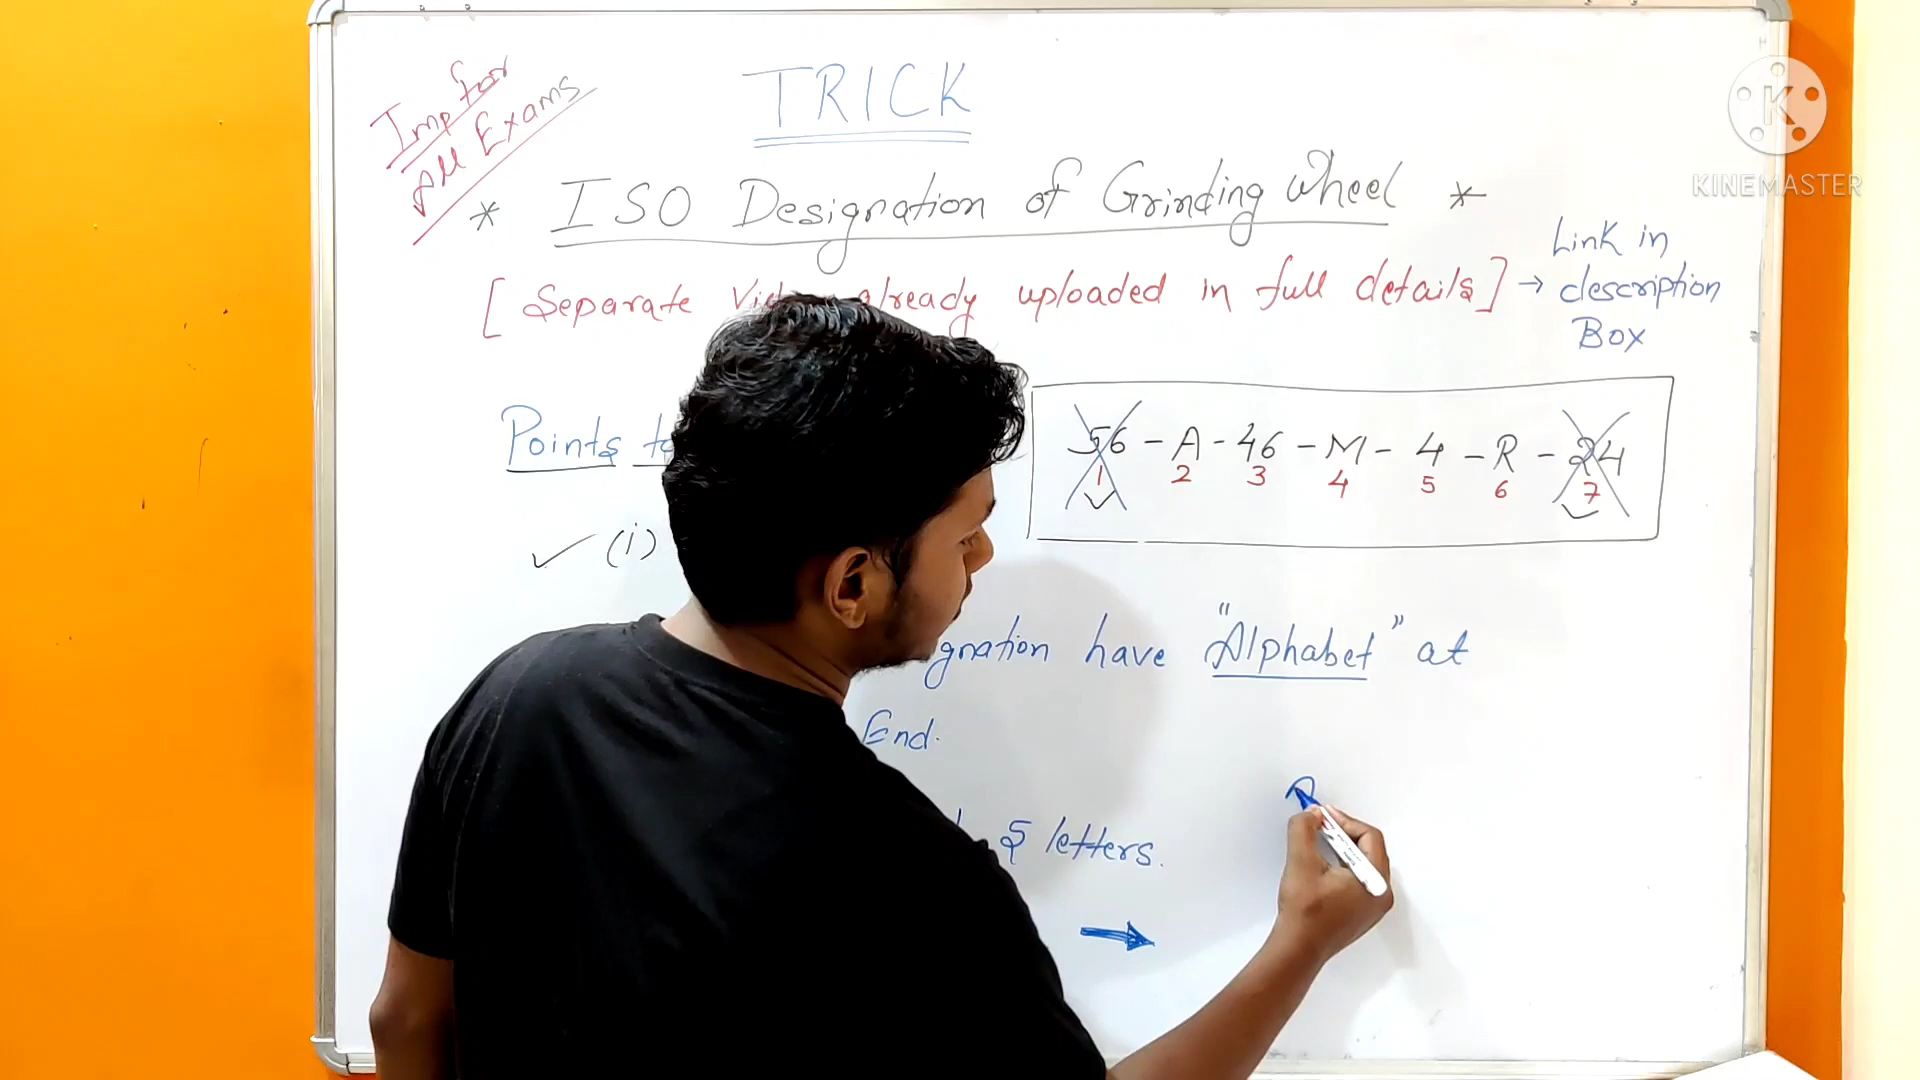 Imp for
All Exams
TRICK
* ISO Designation of Grinding Wheel *
[ Separate already uploaded in full details ] → Link in
description
Box
Points
56 - A - 46 - M - 4 - R - 24
1 2 3 4 5 6 7
✓ (i)
gnation have "Alphabet" at
End.
5 letters.
→
K
KINEMASTER